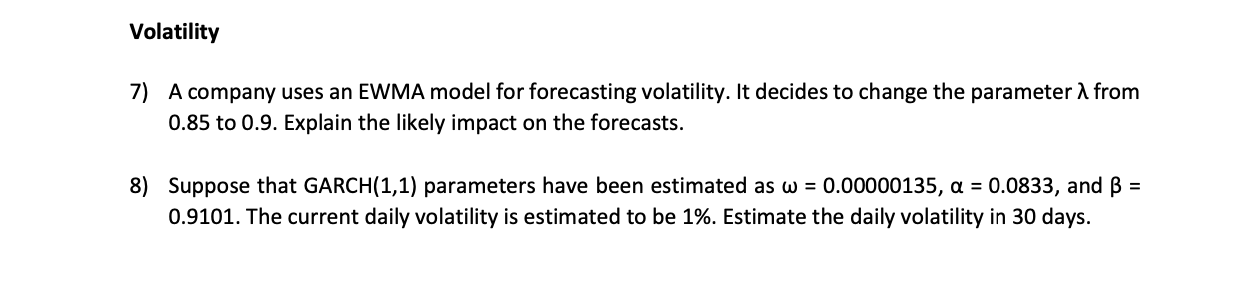 Volatility
7) A company uses an EWMA model for forecasting volatility. It decides to change the parameter λ from
0.85 to 0.9. Explain the likely impact on the forecasts.
8) Suppose that GARCH(1,1) parameters have been estimated as ω = 0.00000135, α = 0.0833, and β =
0.9101. The current daily volatility is estimated to be 1%. Estimate the daily volatility in 30 days.